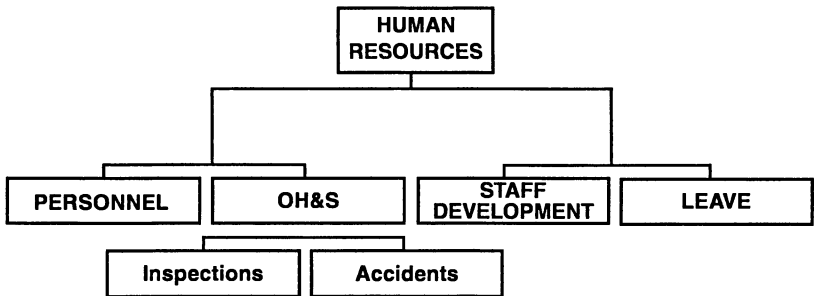 HUMAN
RESOURCES
PERSONNEL
OH&S
STAFF
DEVELOPMENT
LEAVE
Inspections
Accidents